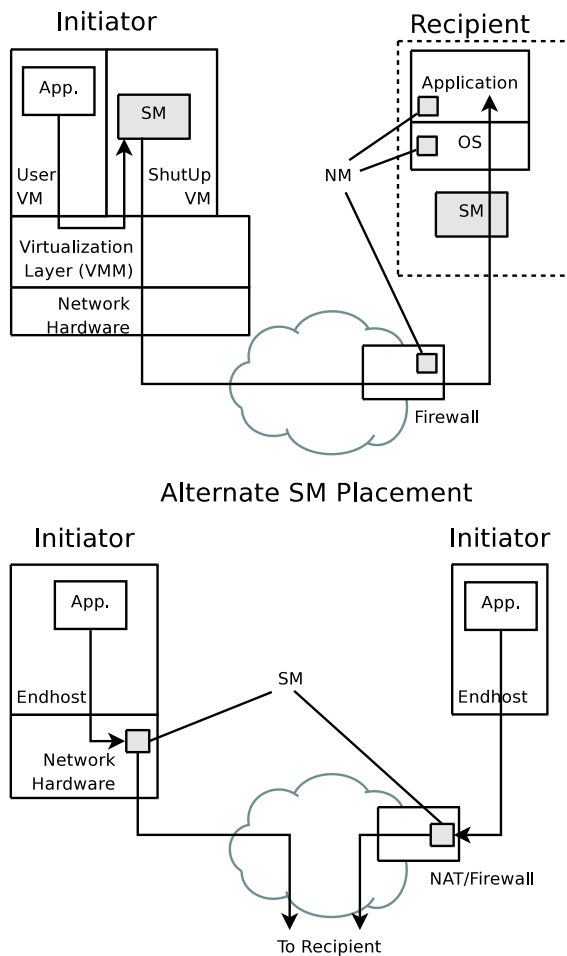 Initiator
Recipient
App.
SM
Application
OS
NM
User
VM
ShutUp
VM
SM
Virtualization
Layer (VMM)
Network
Hardware
Firewall
Alternate SM Placement
Initiator
Initiator
App.
App.
SM
Endhost
Endhost
Network
Hardware
NAT/Firewall
To Recipient